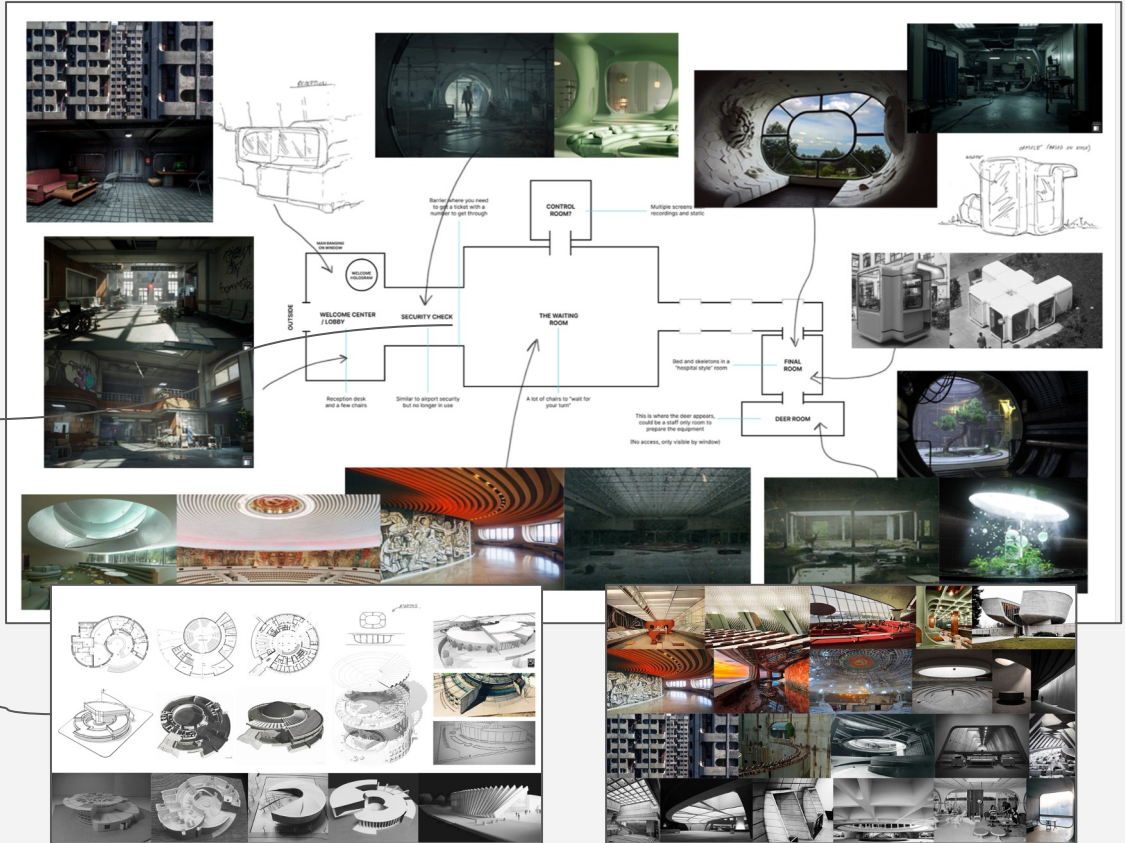 RECEPTION
Barrier where you need
to get a ticket with a
number to get through
CONTROL
ROOM?
Multiple screens
recordings and static
MAN BANGING
ON WINDOW
WELCOME
HOLOGRAM
OUTSIDE
WELCOME CENTER
/ LOBBY
SECURITY CHECK
THE WAITING
ROOM
Bed and skeletons in a
"hospital style" room
FINAL
ROOM
Reception desk
and a few chairs
Similar to airport security
but no longer in use
A lot of chairs to "wait for
your turn"
This is where the deer appears,
could be a staff only room to
prepare the equipment
(No access, only visible by window)
DEER ROOM